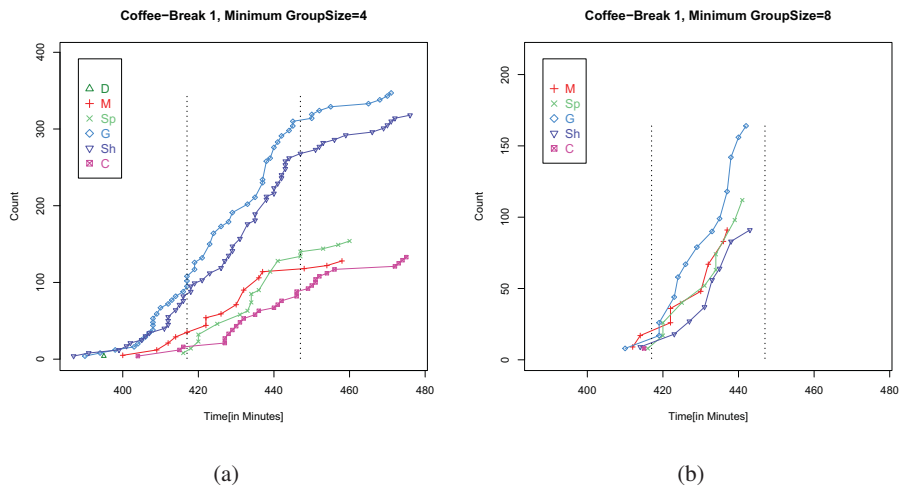 Coffee−Break 1, Minimum GroupSize=4
Count
400
300
200
100
0
D
M
Sp
G
Sh
C
400
420
440
460
480
Time[in Minutes]
(a)
Coffee−Break 1, Minimum GroupSize=8
Count
200
150
100
50
0
M
Sp
G
Sh
C
400
420
440
460
480
Time[in Minutes]
(b)